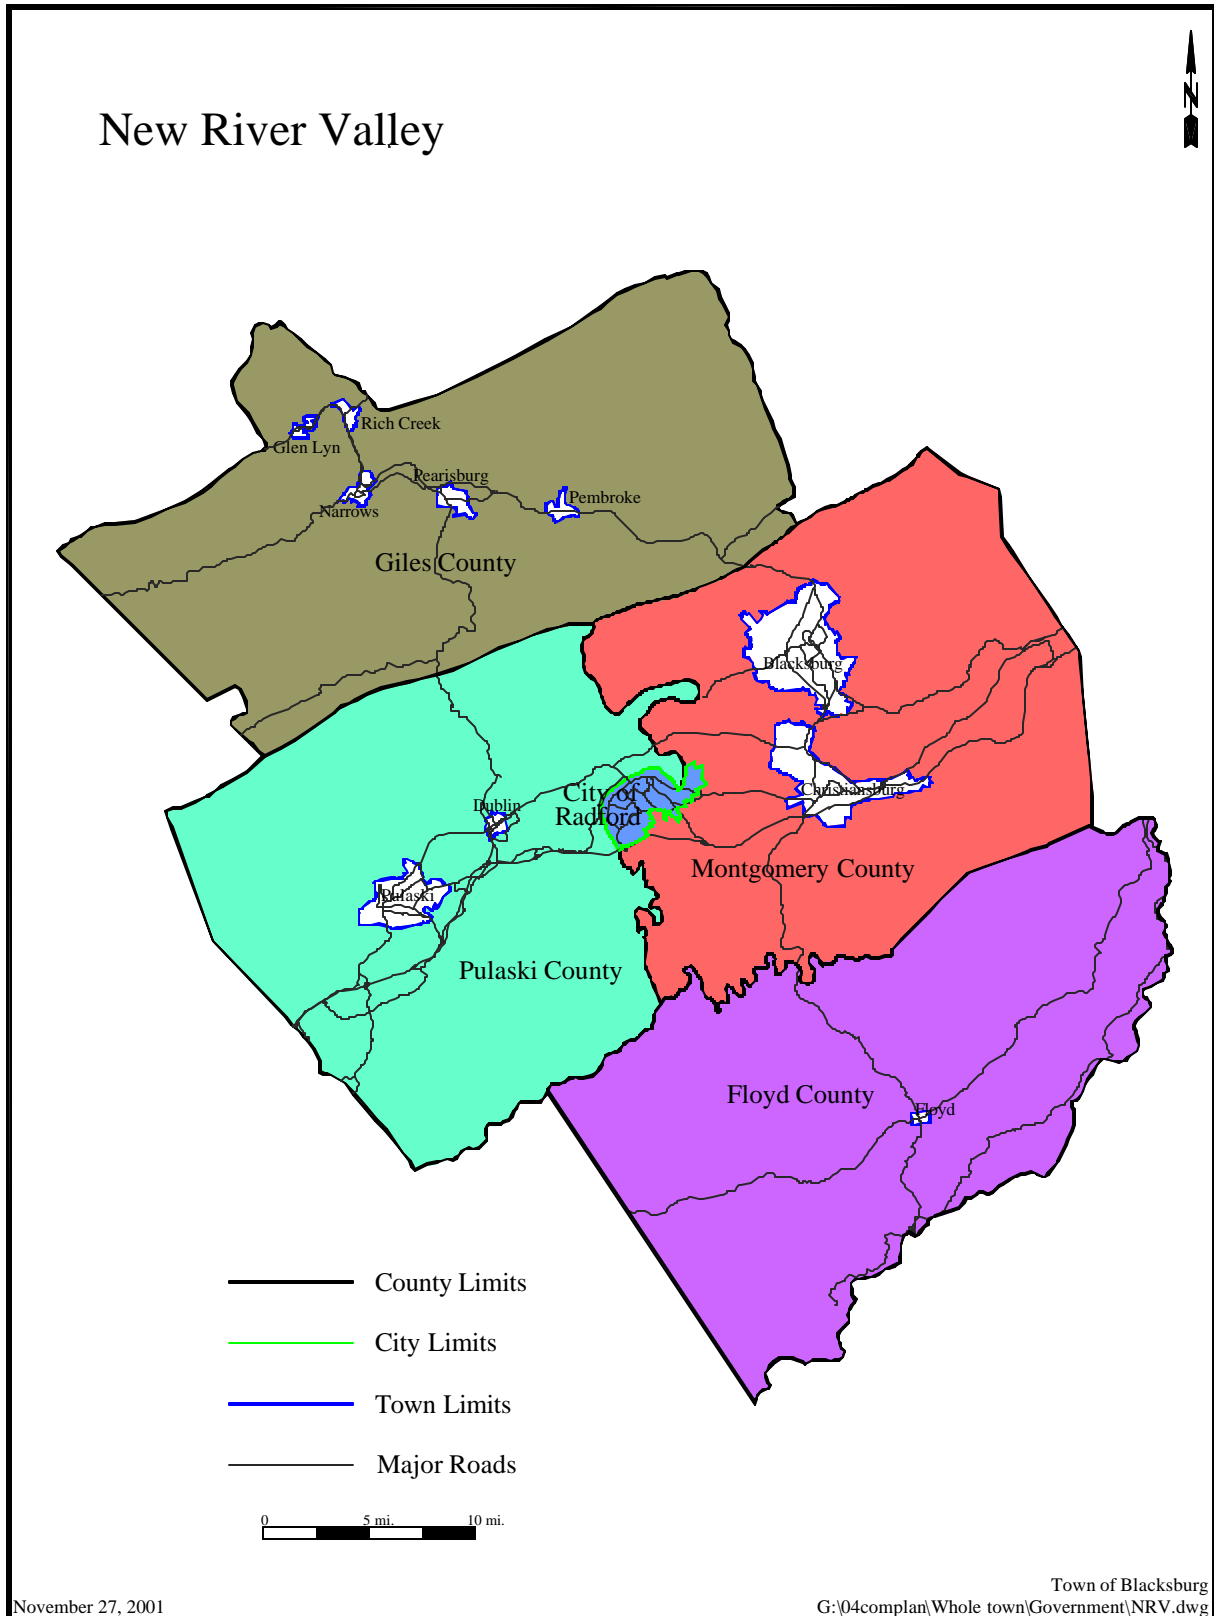 N
New River Valley
Rich Creek
Glen Lyn
Pearisburg
Pembroke
Narrows
Giles County
Blacksburg
Christiansburg
City of
Radford
Dublin
Montgomery County
Pulaski
Pulaski County
Floyd County
Floyd
County Limits
City Limits
Town Limits
Major Roads
0 5 mi. 10 mi.
Town of Blacksburg
November 27, 2001
G:\04complan\Whole town\Government\NRV.dwg